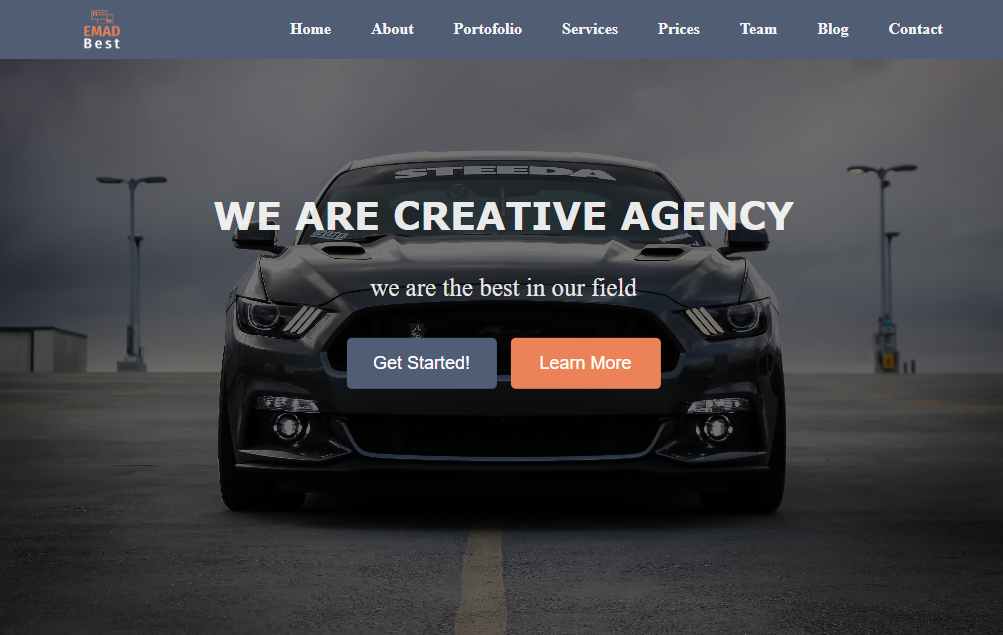 EMAD
Best
Home About Portofolio Services Prices Team Blog Contact
STEEDA
WE ARE CREATIVE AGENCY
we are the best in our field
Get Started! Learn More